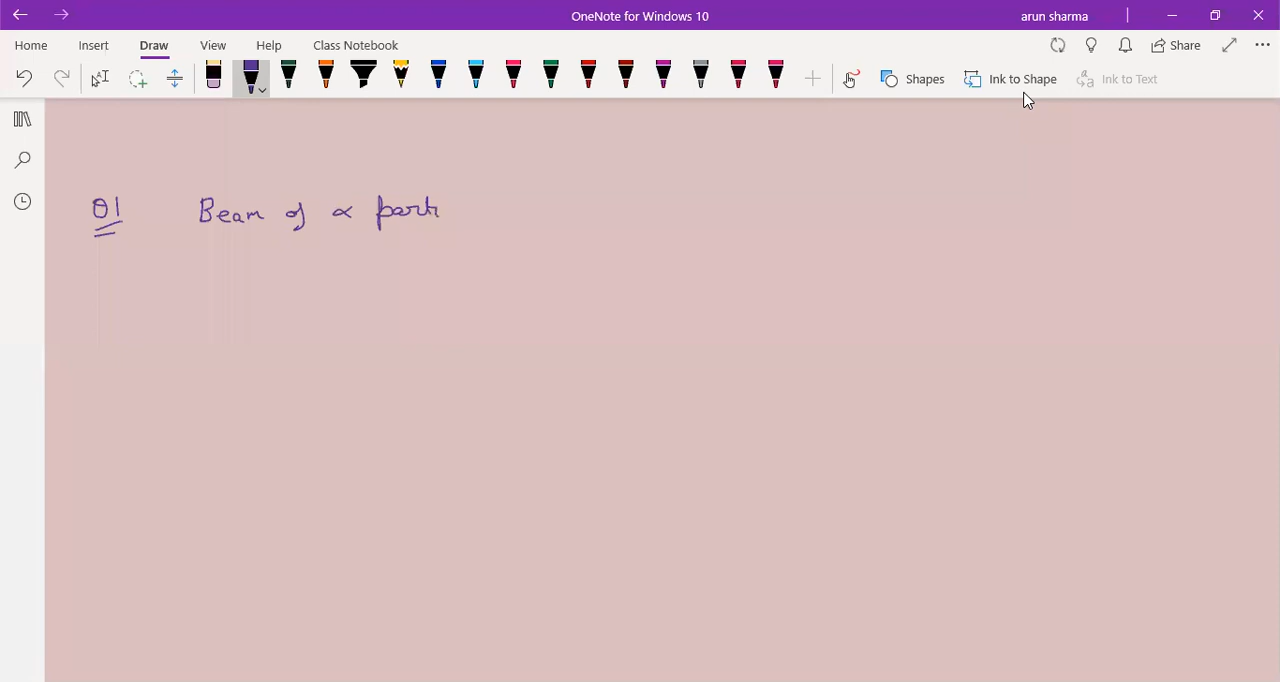 OneNote for Windows 10
arun sharma
Home Insert Draw View Help Class Notebook
Share
Shapes
Ink to Shape
Ink to Text
Q1 Beam of α parti